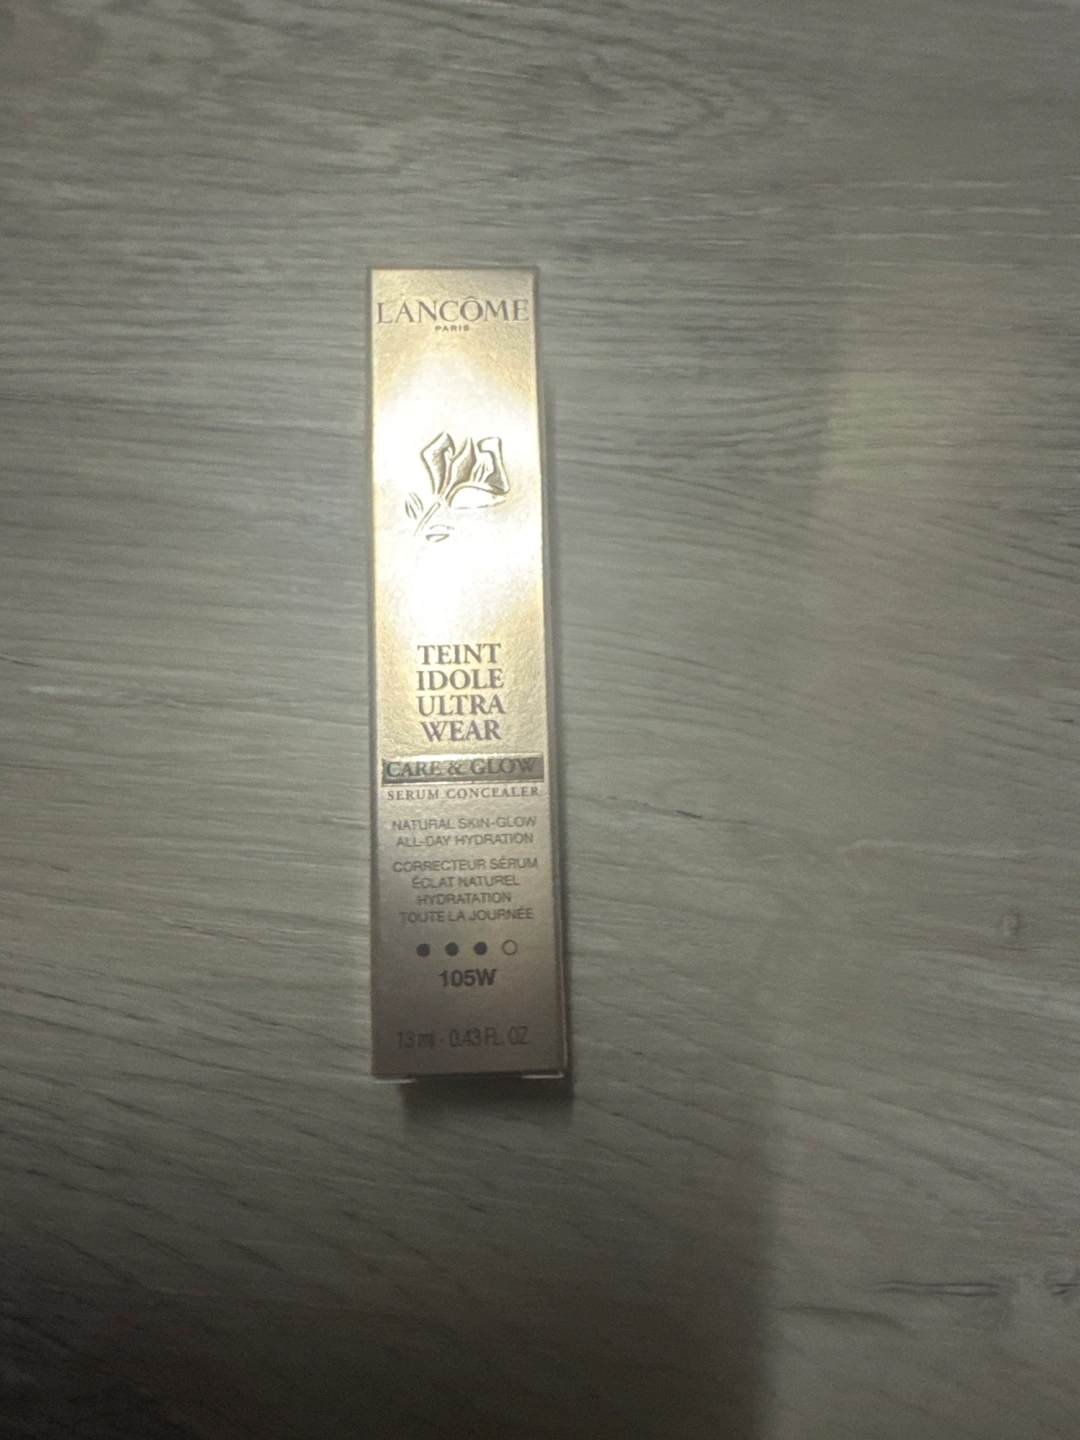 LANCÔME
PARIS
TEINT
IDOLE
ULTRA
WEAR
CARE & GLOW
SERUM CONCEALER
NATURAL SKIN-GLOW
ALL-DAY HYDRATION
CORRECTEUR SÉRUM
ÉCLAT NATUREL
HYDRATATION
TOUTE LA JOURNÉE
105W
13 ml - 0.43 FL. OZ.